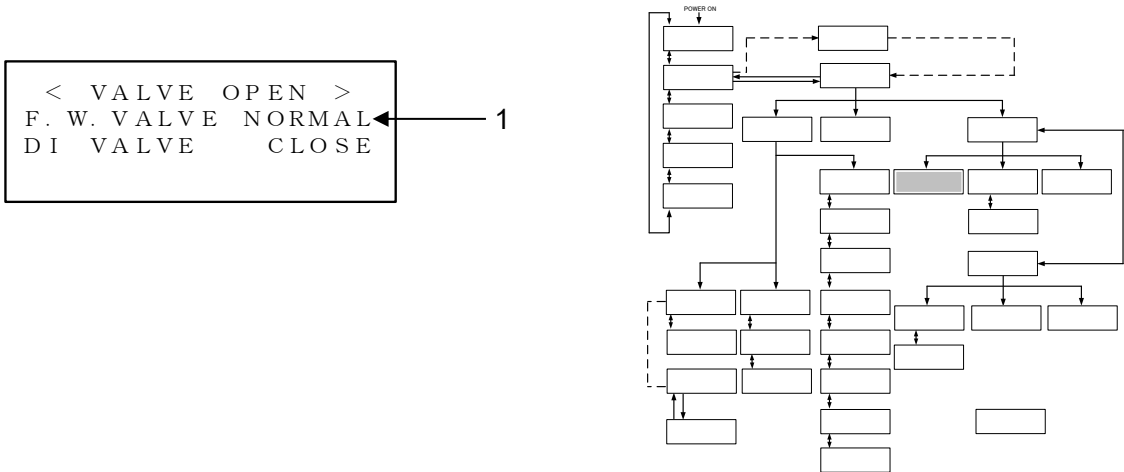 < VALVE OPEN >
F.W. VALVE NORMAL
DI VALVE CLOSE
1
POWER ON